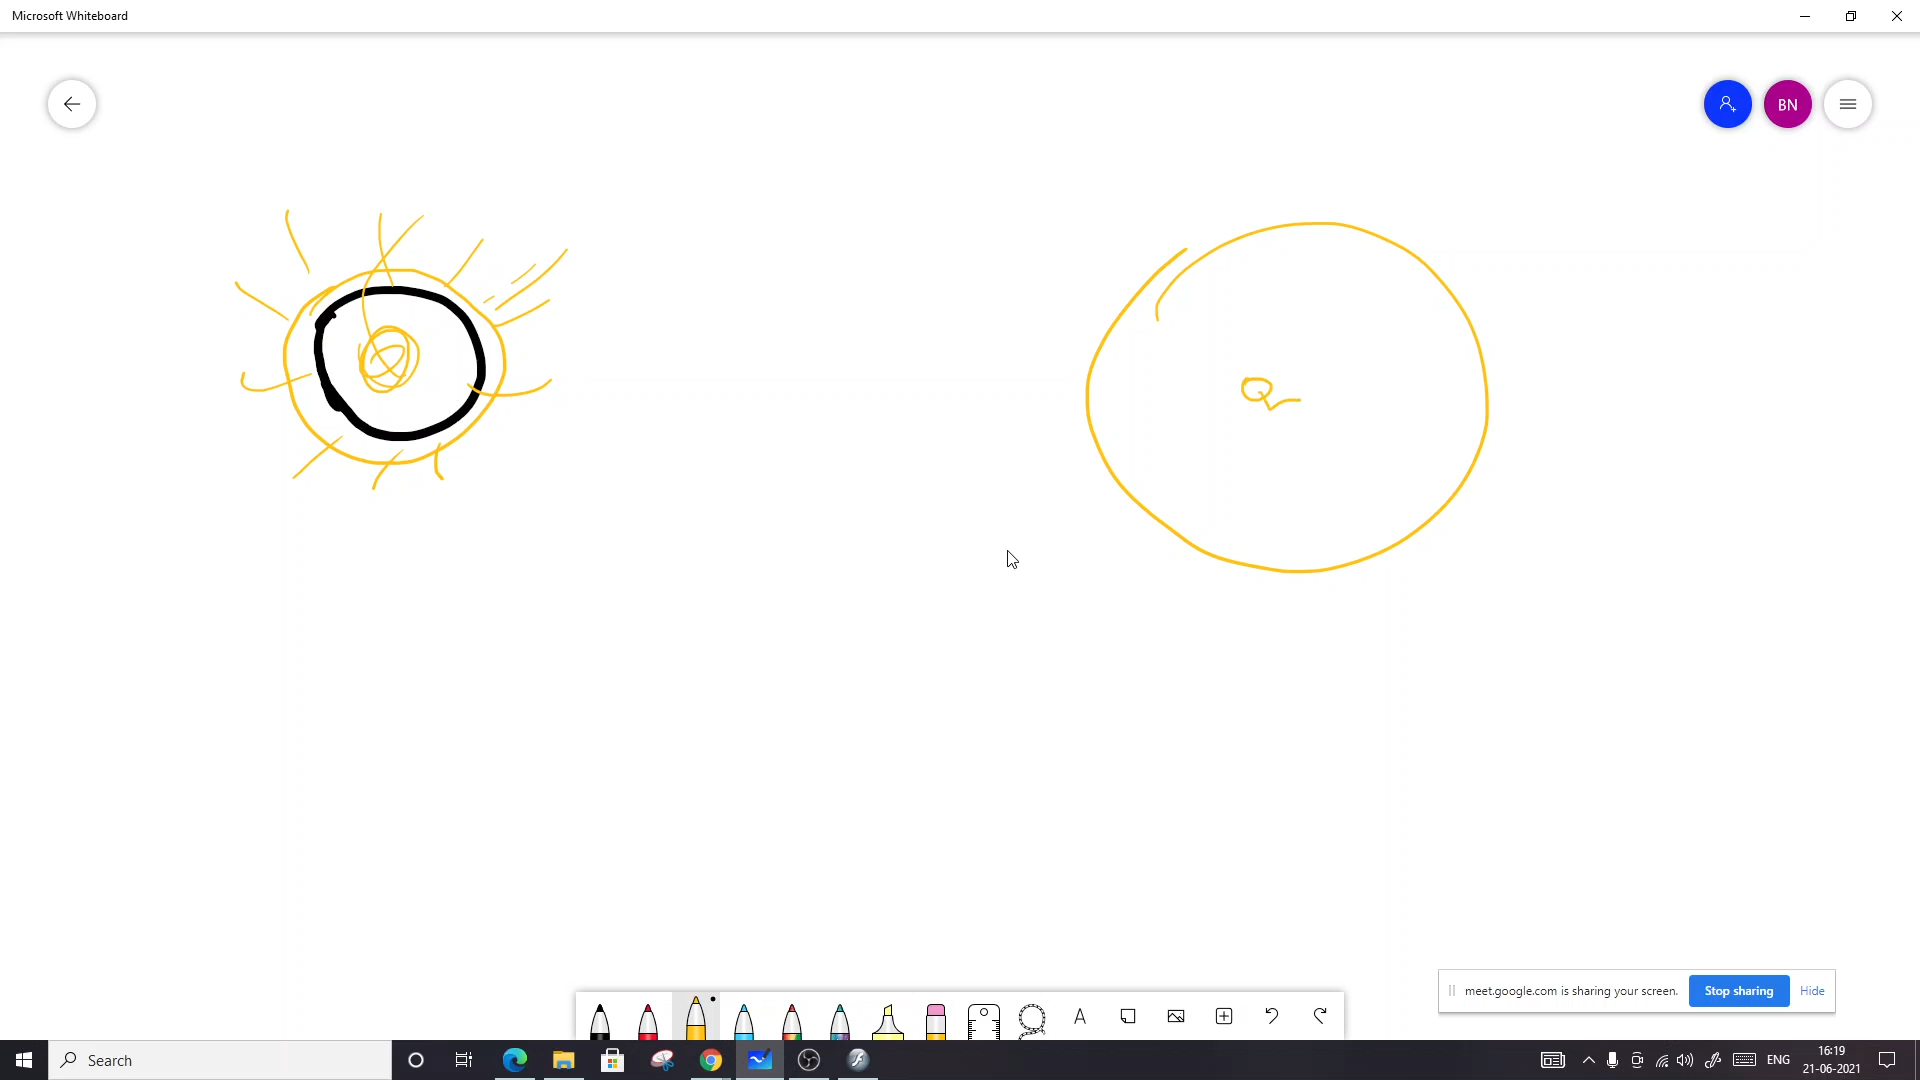 Microsoft Whiteboard
BN
meet.google.com is sharing your screen.
Stop sharing
Hide
A
Search
ENG
16:19
21-06-2021